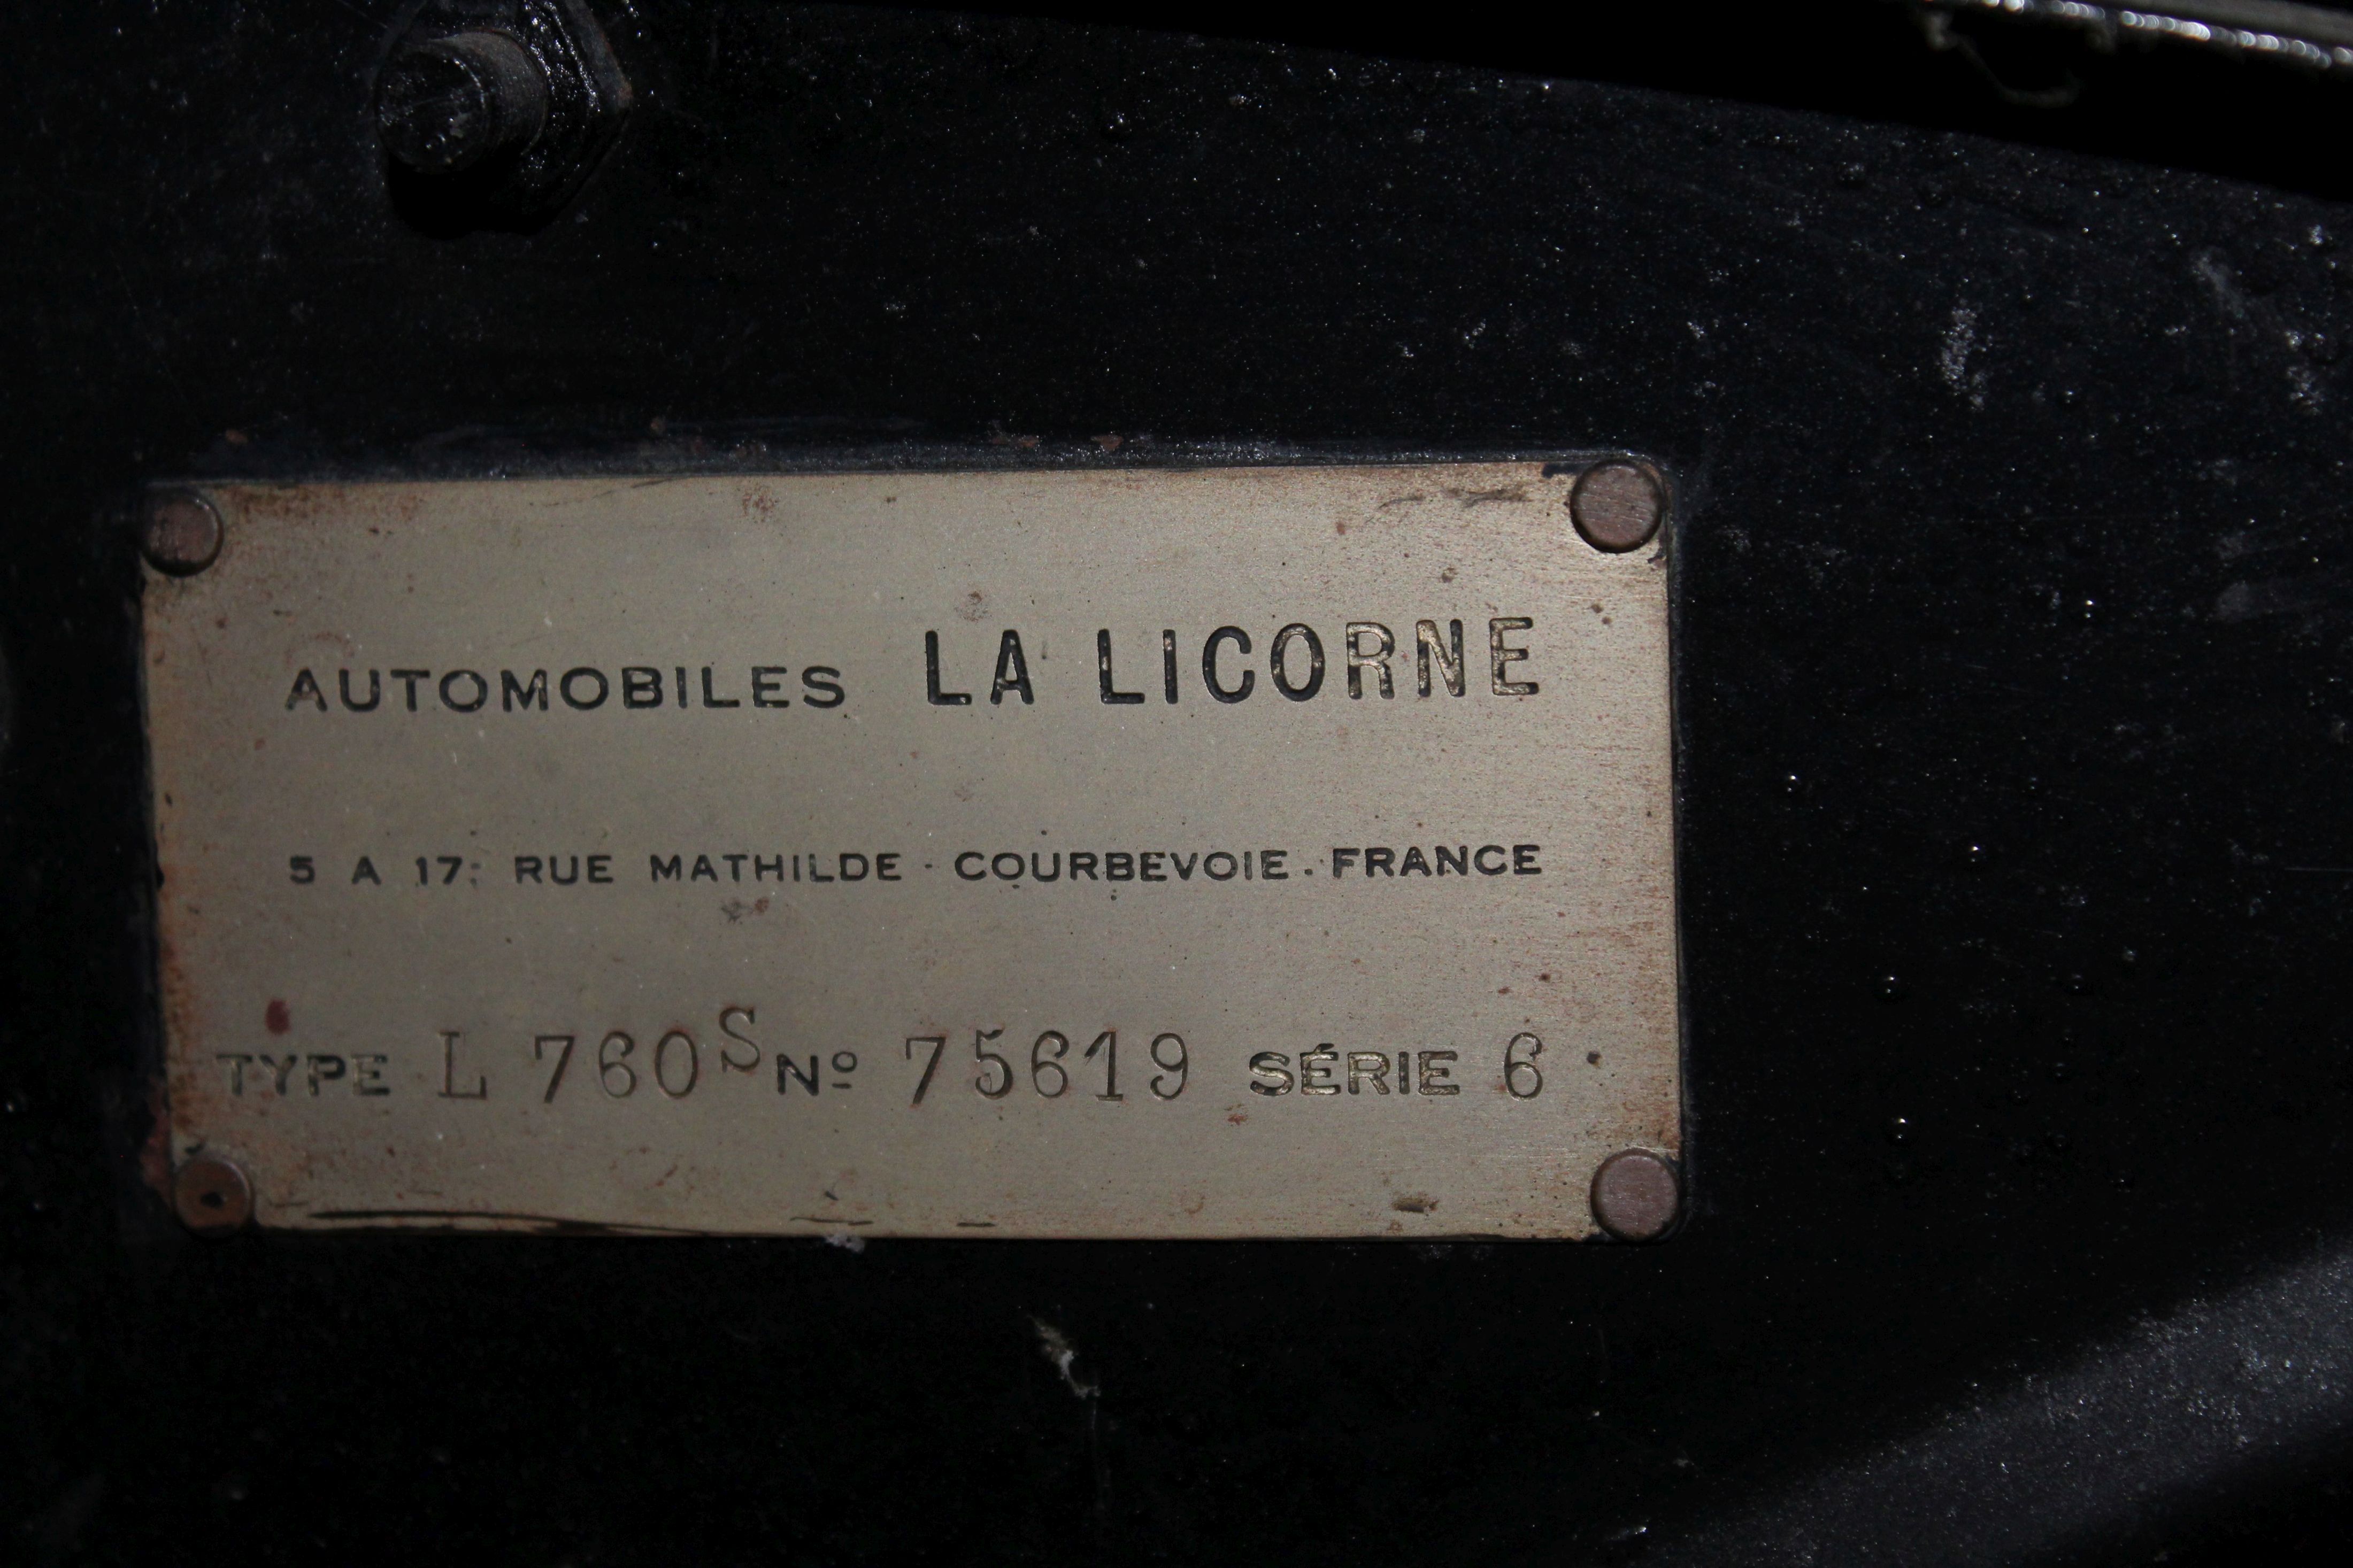 AUTOMOBILES LA LICORNE
5 A 17, RUE MATHILDE - COURBEVOIE - FRANCE
TYPE L 760S Nº 75619 SÉRIE 6